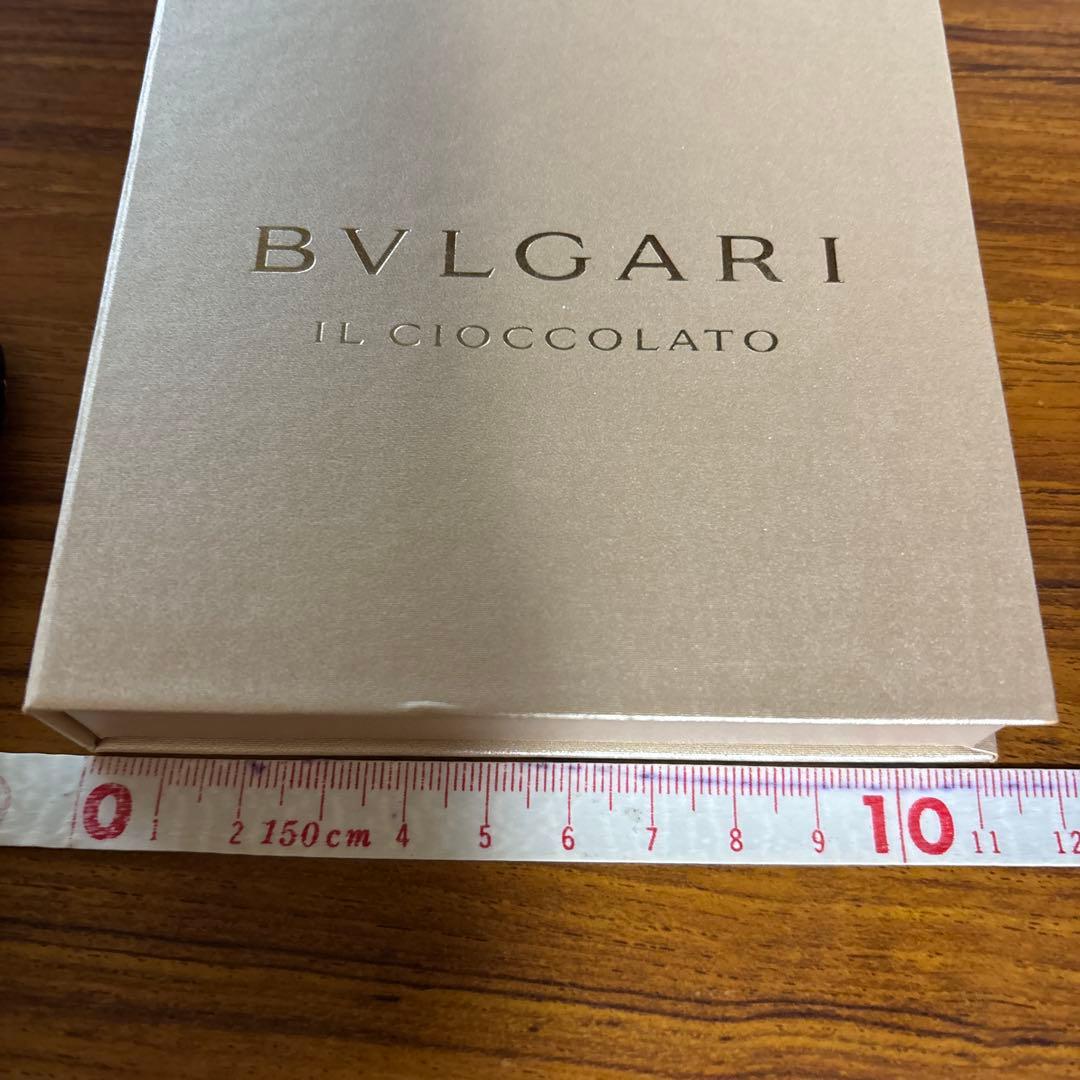 BVLGARI
IL CIOCCOLATO
0 1 2 150cm 4 5 6 7 8 9 10 11 12